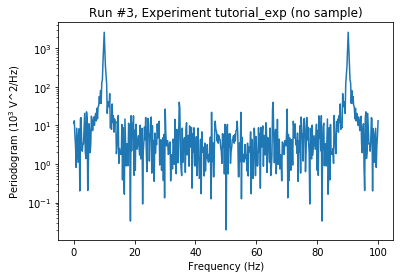 Run #3, Experiment tutorial_exp (no sample)
Periodogram (10³ V^2/Hz)
10³
10²
10¹
10⁰
10⁻¹
0 20 40 60 80 100
Frequency (Hz)